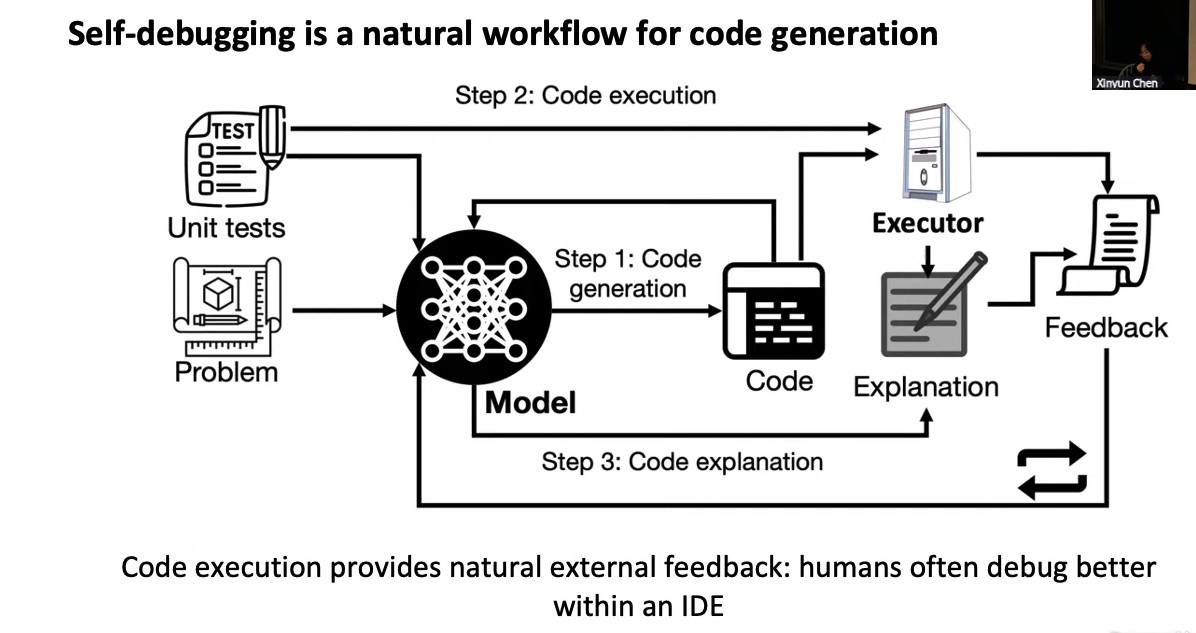 Self-debugging is a natural workflow for code generation
Xinyun Chen
Step 2: Code execution
TEST
Unit tests
Executor
Step 1: Code
generation
Problem
Model
Code
Explanation
Feedback
Step 3: Code explanation
Code execution provides natural external feedback: humans often debug better
within an IDE